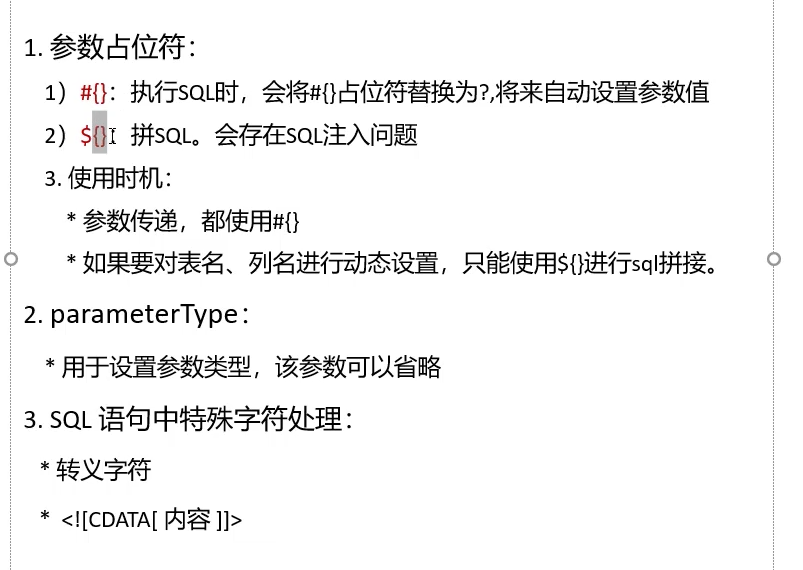 1. 参数占位符：
1）#{}：执行SQL时，会将#{}占位符替换为?,将来自动设置参数值
2）${} 拼SQL。会存在SQL注入问题
3. 使用时机：
* 参数传递，都使用#{}
* 如果要对表名、列名进行动态设置，只能使用${}进行sql拼接。
2. parameterType：
* 用于设置参数类型，该参数可以省略
3. SQL 语句中特殊字符处理：
* 转义字符
* <![CDATA[ 内容 ]]>